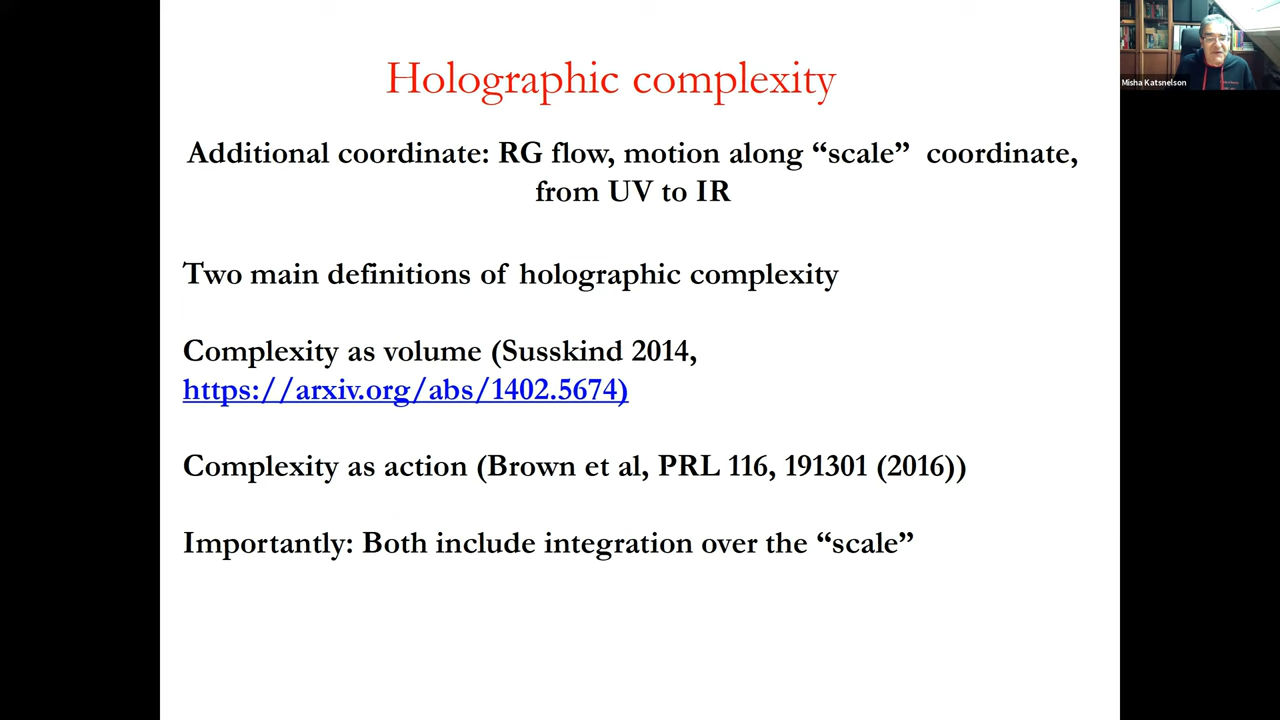 Holographic complexity
Misha Katsnelson
Additional coordinate: RG flow, motion along “scale” coordinate,
from UV to IR
Two main definitions of holographic complexity
Complexity as volume (Susskind 2014,
https://arxiv.org/abs/1402.5674)
Complexity as action (Brown et al, PRL 116, 191301 (2016))
Importantly: Both include integration over the “scale”